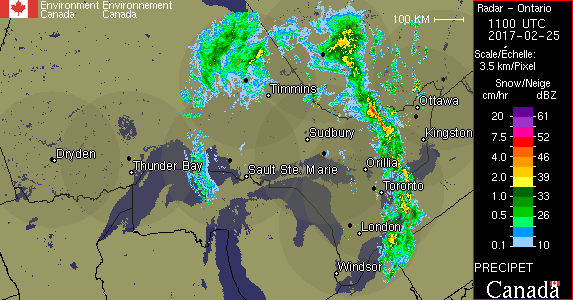 Environment Environnement
Canada Canada
100 KM
Timmins
Ottawa
Sudbury
Kingston
Dryden
Thunder Bay
Sault Ste. Marie
Orillia
Toronto
London
Windsor
Radar - Ontario
1100 UTC
2017-02-25
Scale/Échelle:
3.5 km/Pixel
Snow/Neige
cm/hr dBZ
20 61
7.5 52
4.0 46
2.0 39
1.0 33
0.5 26
0.1 10
PRECIPET
Canada